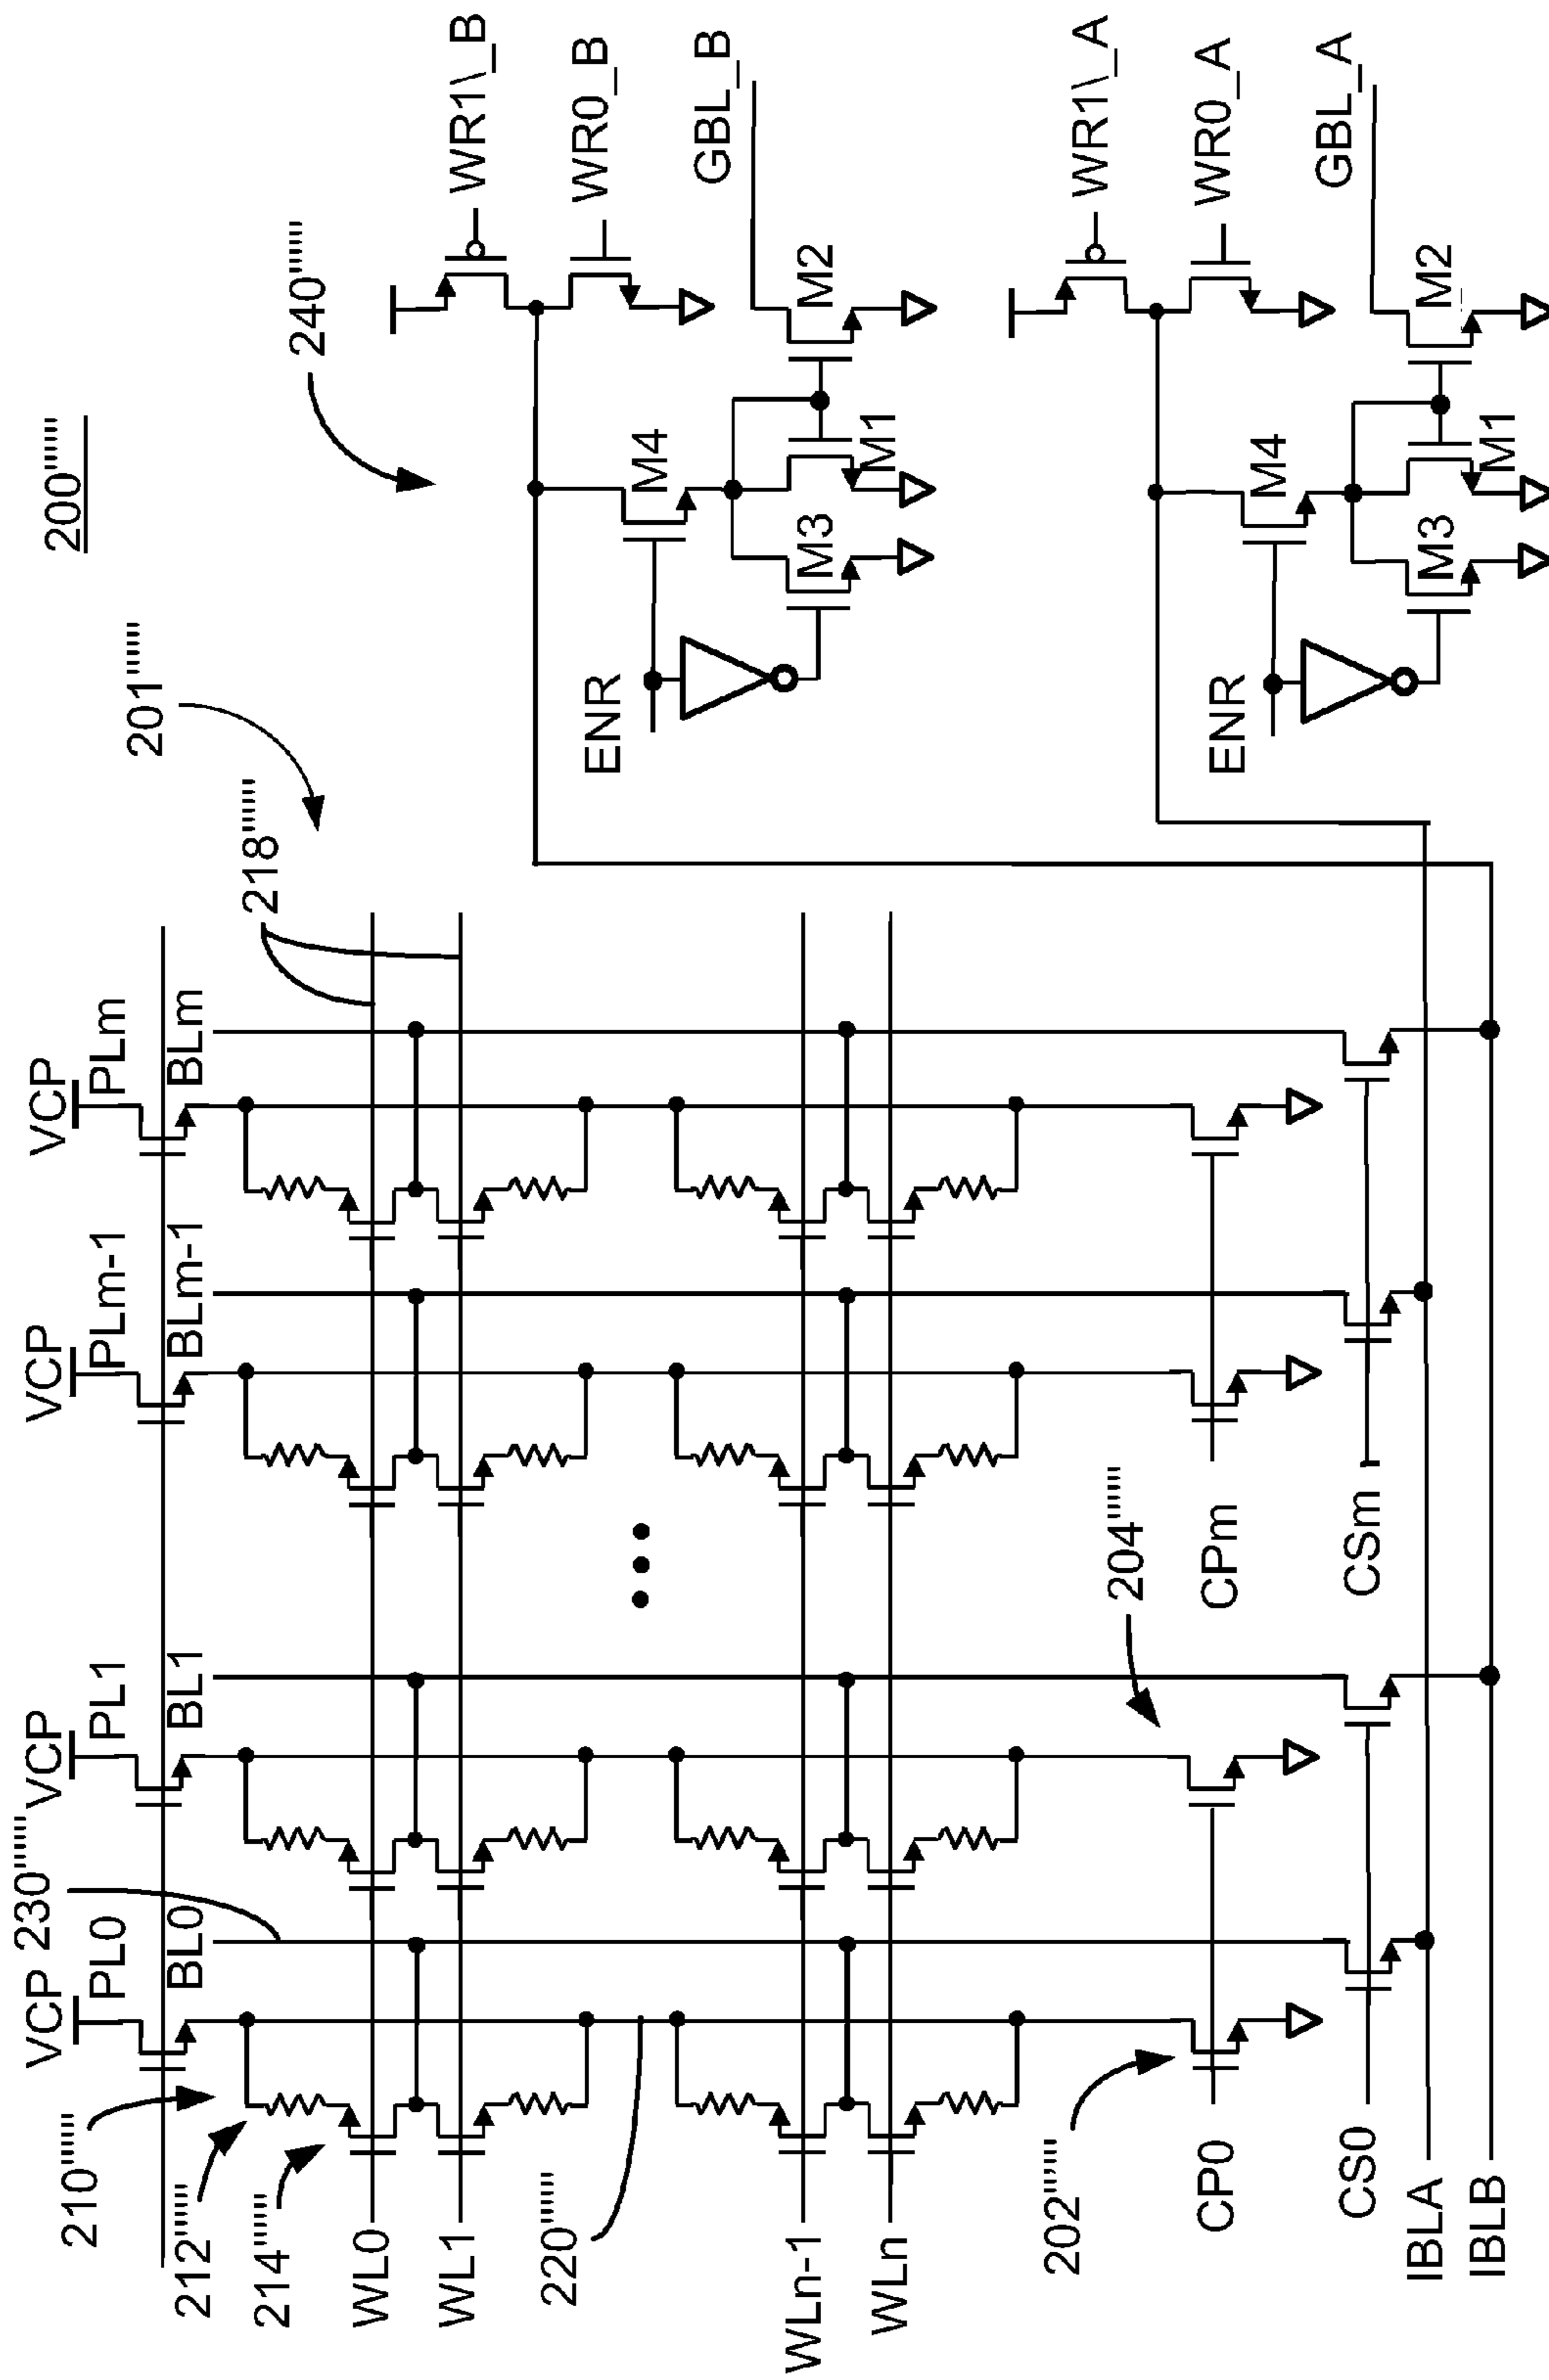 VCP 230'''''' VCP VCP VCP 200''''''
PL0 PL1 PLm-1 PLm
210'''''' 201''''''
BL0 BL1 BLm-1 BLm
212''''''
214'''''' 218'''''' 240''''''
WL0
WL1 WR1\_B
220'''''' ENR M4 WR0_B
GBL_B
WLn-1 M3 M2
WLn M1
202'''''' 204'''''' WR1\_A
CP0 CPm ENR M4 WR0_A
CS0 CSm GBL_A
IBLA M3 M2
IBLB M1